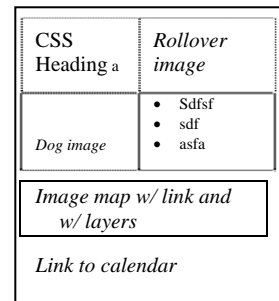 CSS
Heading a
Rollover
image
Dog image
• Sdfsf
• sdf
• asfa
Image map w/ link and
w/ layers
Link to calendar